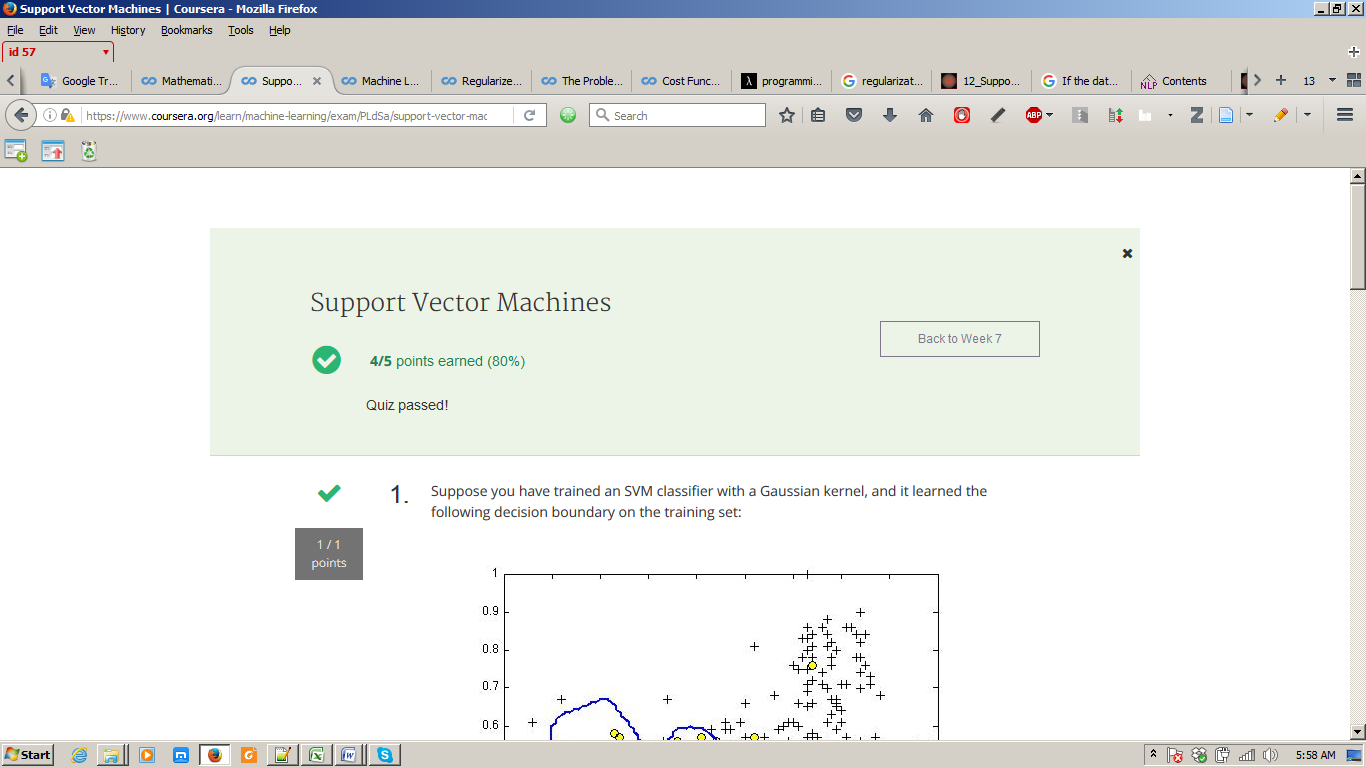 Support Vector Machines | Coursera - Mozilla Firefox
File Edit View History Bookmarks Tools Help
id 57
Google Tr... Mathemati... Suppo... Machine L... Regularize... The Proble... Cost Func... λ programmi... regularizat... 12_Suppo... If the dat... NLP Contents 13
https://www.coursera.org/learn/machine-learning/exam/PLdSa/support-vector-mac Search ABP Z
Support Vector Machines
Back to Week 7
4/5 points earned (80%)
Quiz passed!
1. Suppose you have trained an SVM classifier with a Gaussian kernel, and it learned the
following decision boundary on the training set:
1 / 1
points
1
0.9
0.8
0.7
0.6
Start 5:58 AM